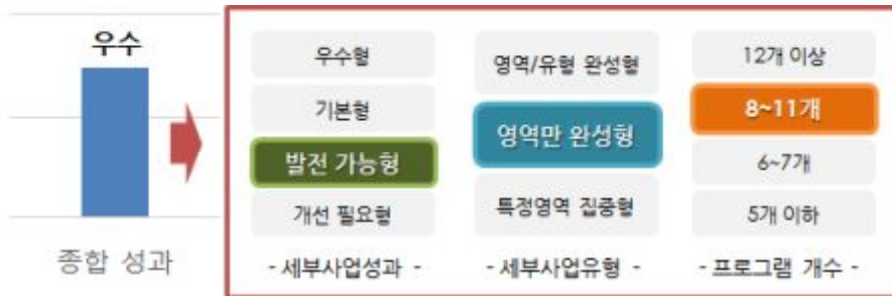 우수
종합 성과
우수형
기본형
발전 가능형
개선 필요형
- 세부사업성과 -
영역/유형 완성형
영역만 완성형
특정영역 집중형
- 세부사업유형 -
12개 이상
8~11개
6~7개
5개 이하
- 프로그램 개수 -